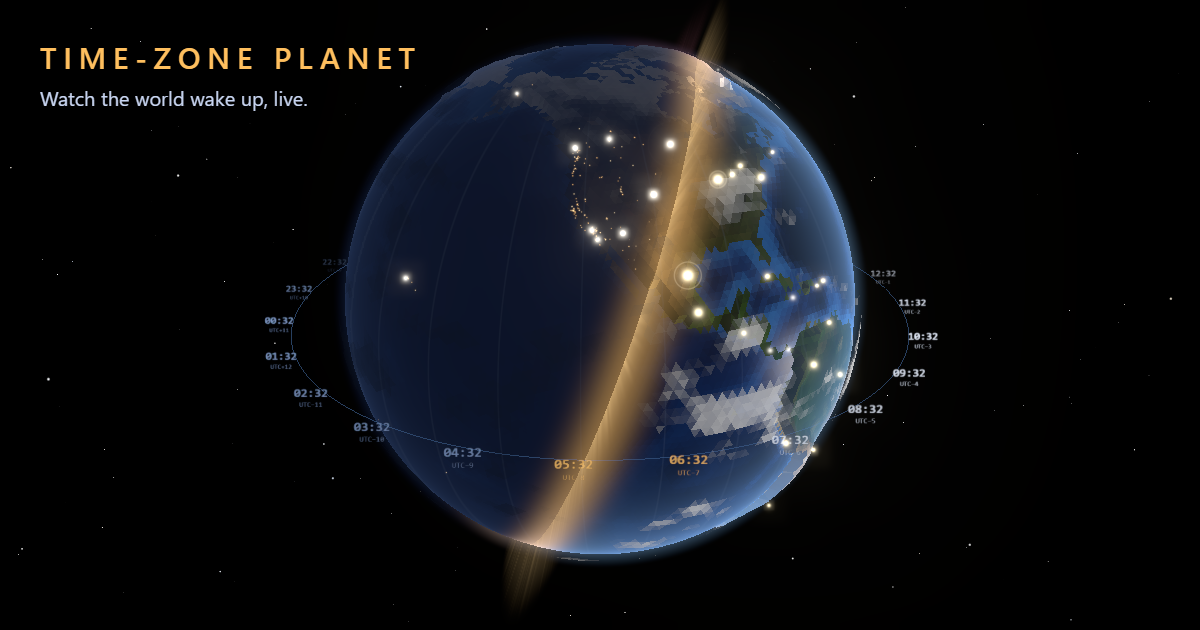 TIME-ZONE PLANET
Watch the world wake up, live.
22:32
23:32
UTC+10
00:32
UTC+11
01:32
UTC+12
02:32
UTC-11
03:32
UTC-10
04:32
UTC-9
05:32
06:32
UTC-7
07:32
08:32
UTC-5
09:32
UTC-4
10:32
UTC-3
11:32
UTC-2
12:32